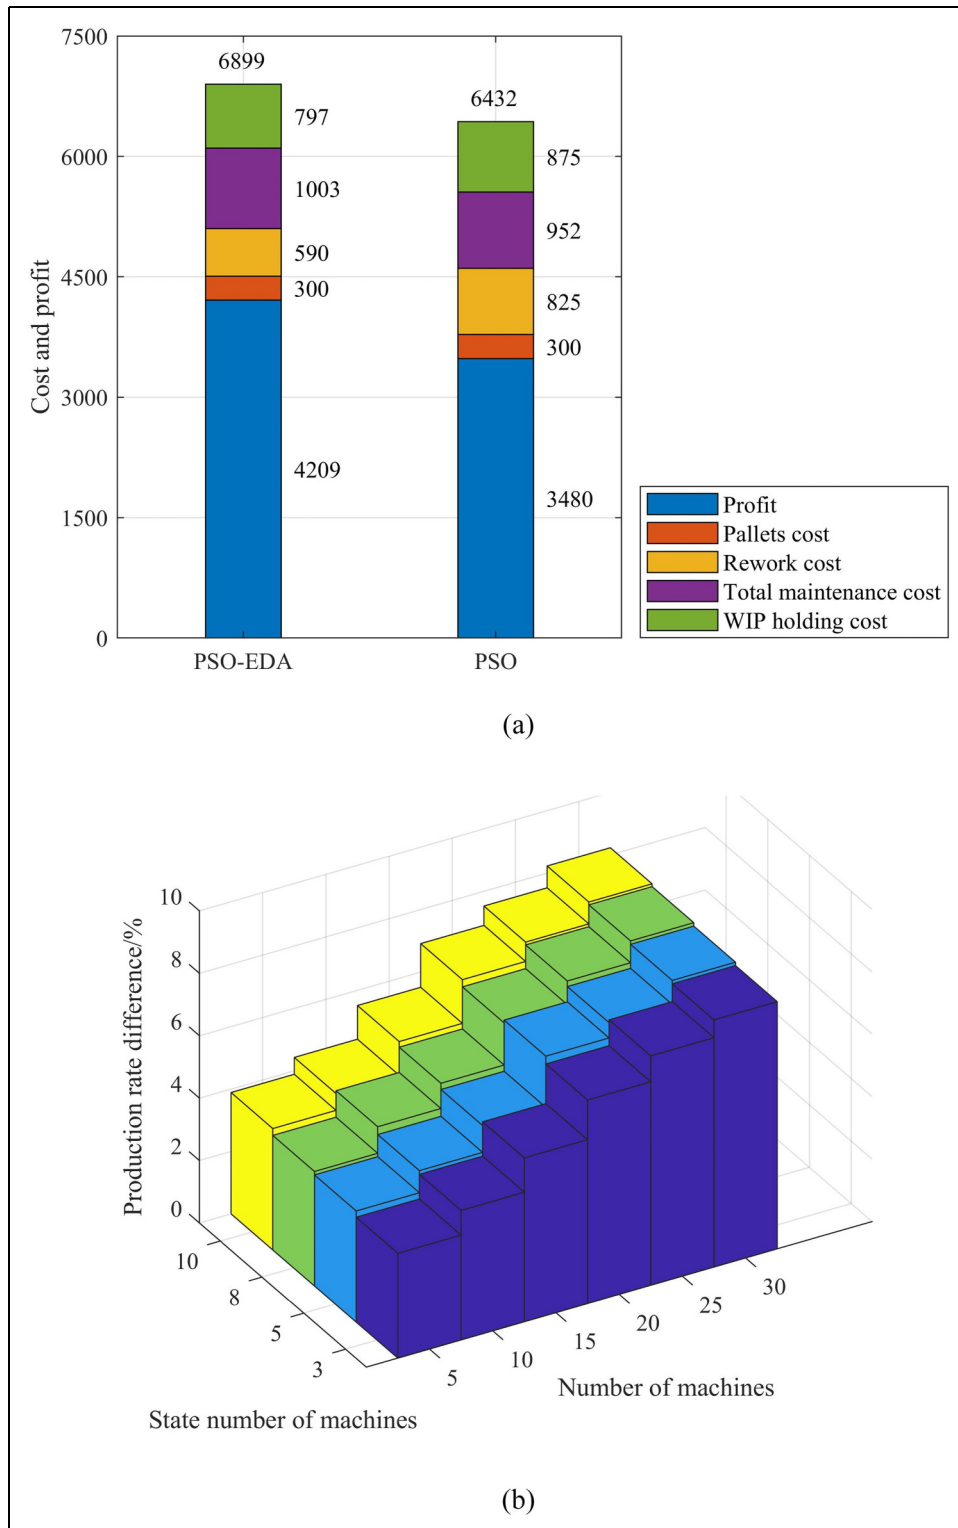 7500
6000
4500
3000
1500
0
Cost and profit
6899
797
1003
590
300
4209
6432
875
952
825
300
3480
PSO-EDA
PSO
Profit
Pallets cost
Rework cost
Total maintenance cost
WIP holding cost
(a)
10
8
6
4
2
0
Production rate difference/%
10
8
5
3
State number of machines
5
10
15
20
25
30
Number of machines
(b)